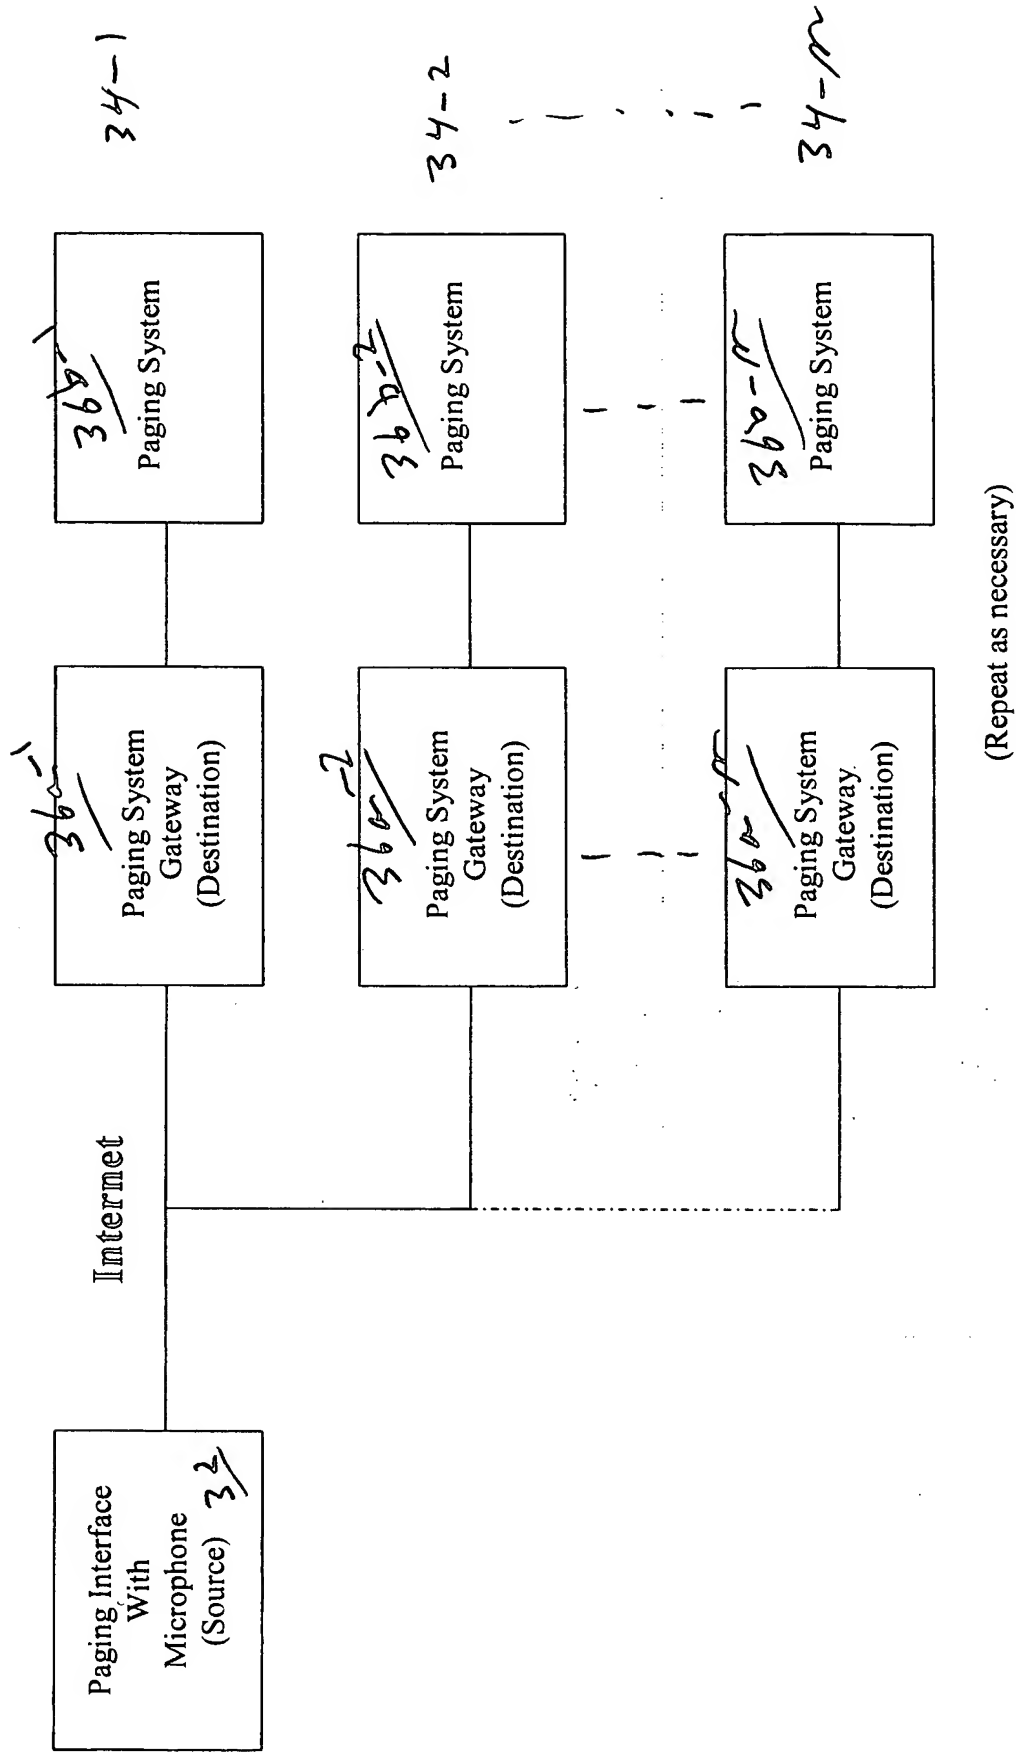 Paging Interface
With
Microphone
(Source) 32
Internet
36a-1
Paging System
Gateway
(Destination)
36b-1
Paging System
34-1
36a-2
Paging System
Gateway
(Destination)
36b-2
Paging System
34-2
36a-n
Paging System
Gateway
(Destination)
36a-n
Paging System
34-n
(Repeat as necessary)